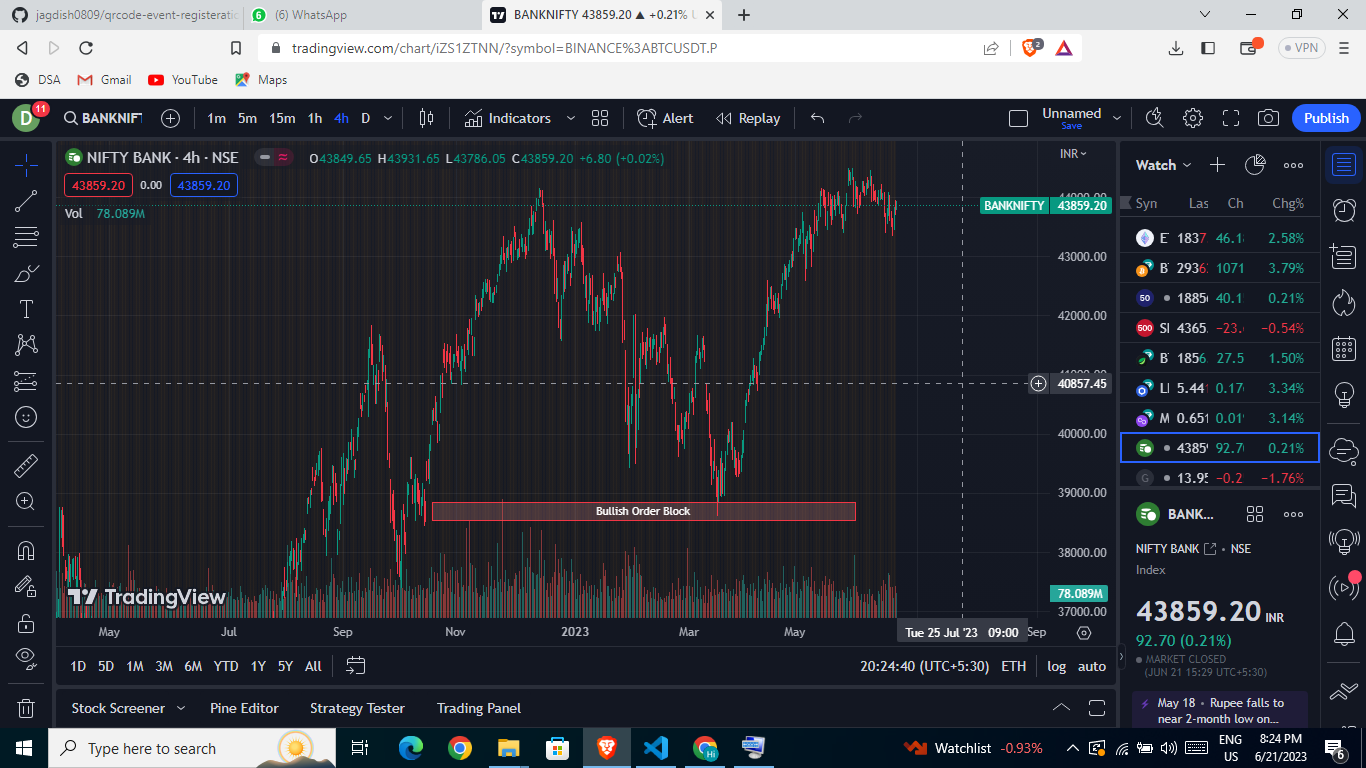 jagdish0809/qrcode-event-registeratio
(6) WhatsApp
BANKNIFTY 43859.20 ▲ +0.21%
tradingview.com/chart/iZS1ZTNN/?symbol=BINANCE%3ABTCUSDT.P
2
VPN
DSA Gmail YouTube Maps
D 11 BANKNIFT 1m 5m 15m 1h 4h D Indicators Alert Replay Unnamed Save Publish
NIFTY BANK · 4h · NSE O43849.65 H43931.65 L43786.05 C43859.20 +6.80 (+0.02%)
INR
43859.20 0.00 43859.20
Vol 78.089M
BANKNIFTY 43859.20
44000.00
43000.00
42000.00
41000.00
40857.45
40000.00
39000.00
38000.00
78.089M
37000.00
Bullish Order Block
TradingView
May Jul Sep Nov 2023 Mar May Tue 25 Jul '23 09:00 Sep
1D 5D 1M 3M 6M YTD 1Y 5Y All
20:24:40 (UTC+5:30) ETH log auto
Stock Screener Pine Editor Strategy Tester Trading Panel
Watch
Syn Las Ch Chg%
E 1837 46.1 2.58%
B 2936 1071 3.79%
50 1885 40.1 0.21%
500 SI 4365. −23. −0.54%
B 1856 27.5 1.50%
LI 5.44 0.17 3.34%
M 0.651 0.01 3.14%
4385 92.7 0.21%
G 13.95 −0.2 −1.76%
BANK...
NIFTY BANK • NSE
Index
43859.20 INR
92.70 (0.21%)
MARKET CLOSED
(JUN 21 15:29 UTC+5:30)
May 18 • Rupee falls to
near 2-month low on...
Type here to search
Watchlist -0.93%
ENG
US
8:24 PM
6/21/2023
6